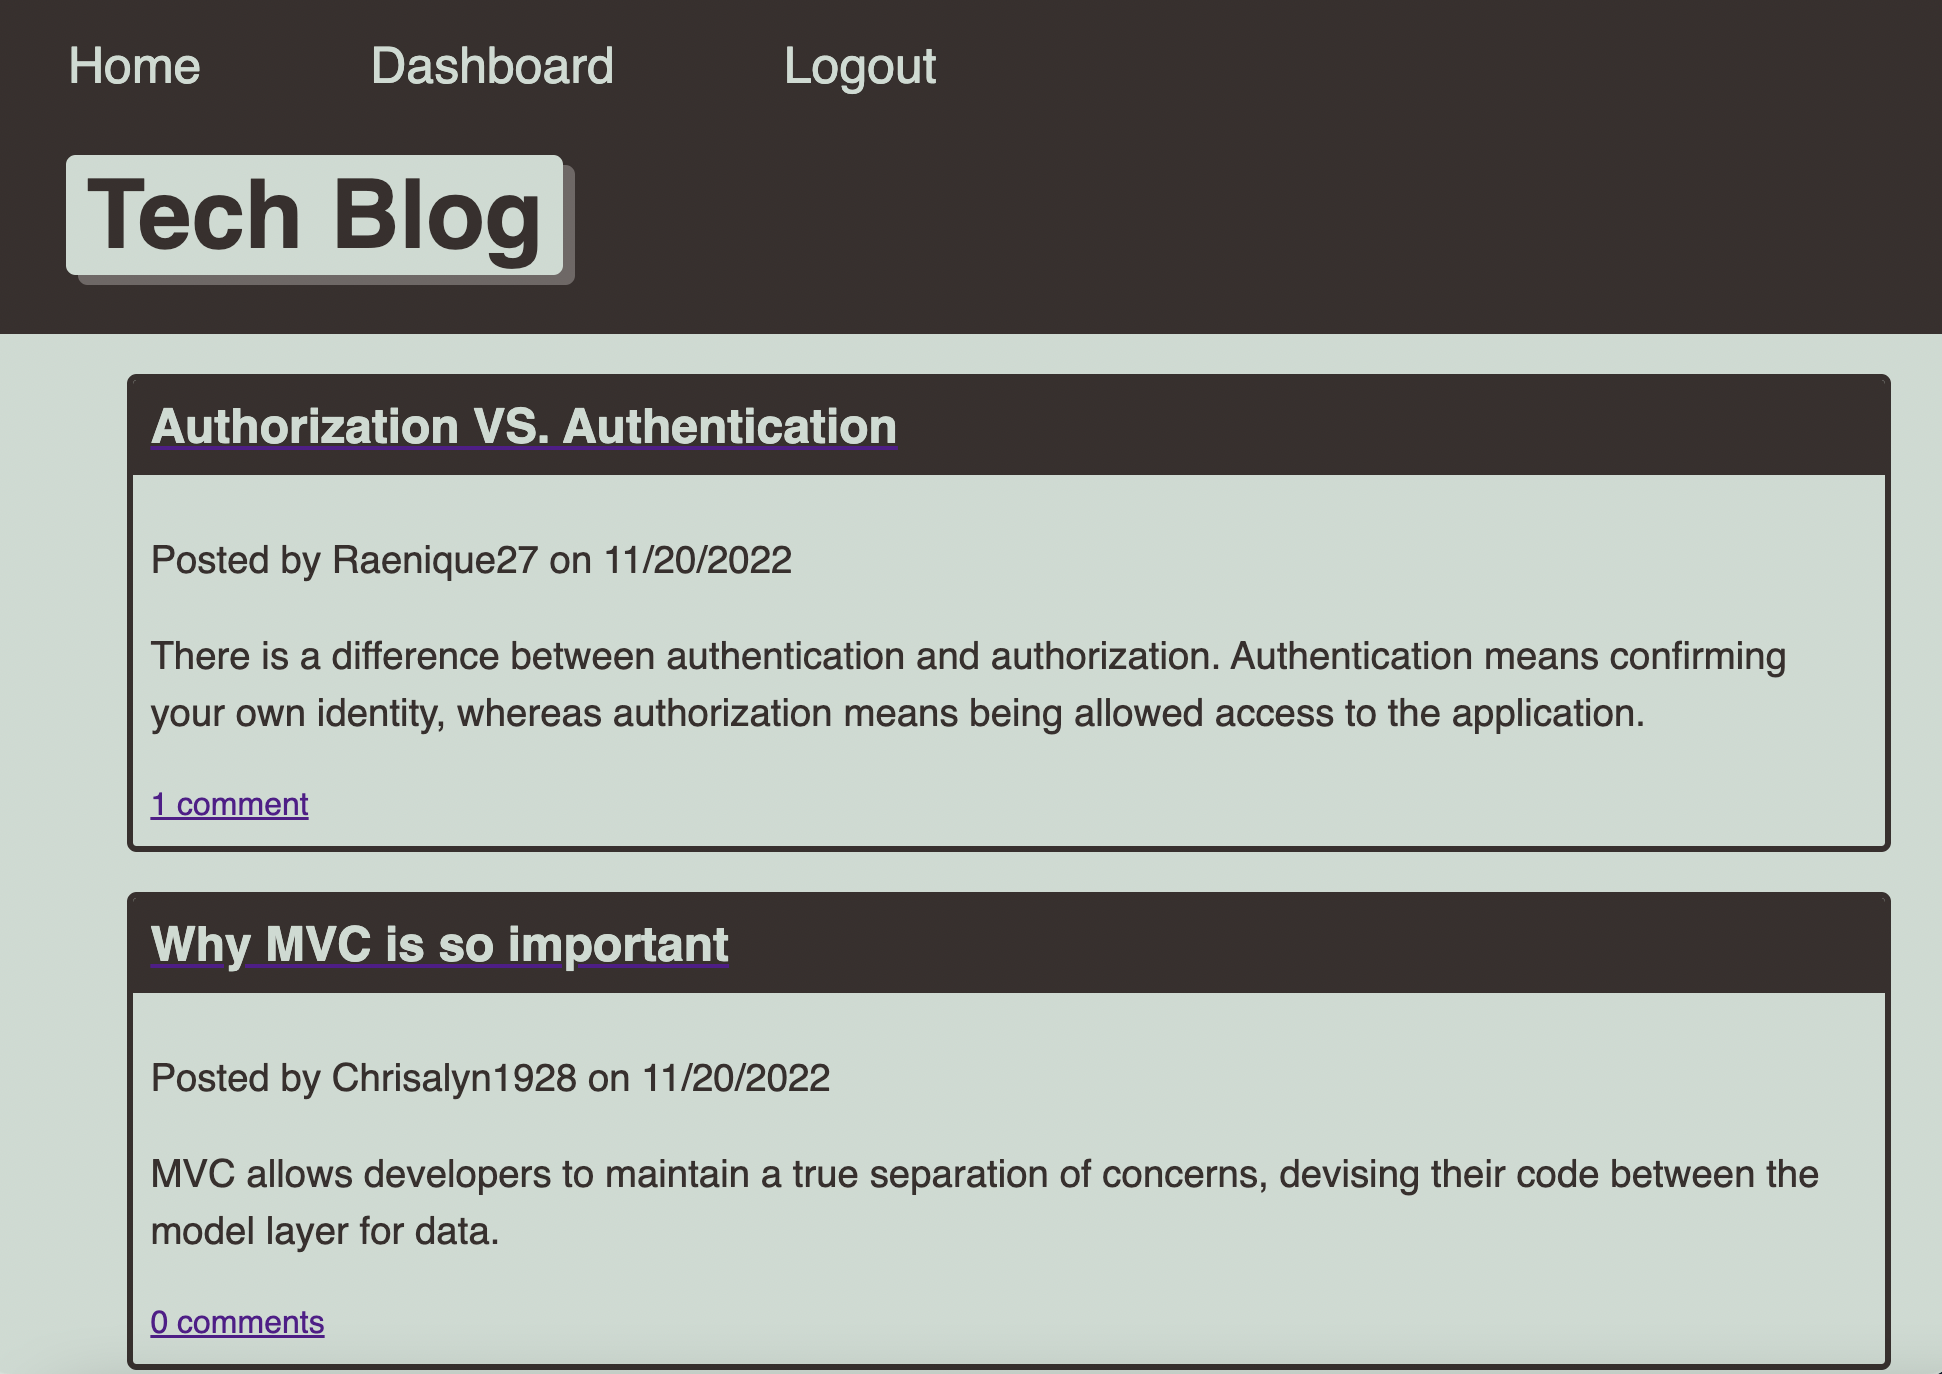 Home Dashboard Logout
Tech Blog
Authorization VS. Authentication
Posted by Raenique27 on 11/20/2022
There is a difference between authentication and authorization. Authentication means confirming
your own identity, whereas authorization means being allowed access to the application.
1 comment
Why MVC is so important
Posted by Chrisalyn1928 on 11/20/2022
MVC allows developers to maintain a true separation of concerns, devising their code between the
model layer for data.
0 comments